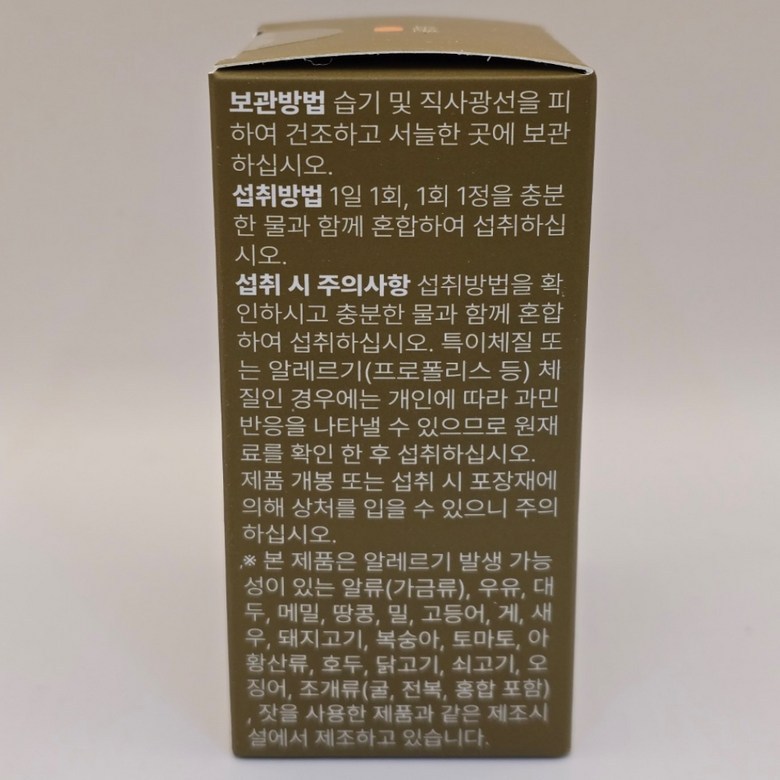 보관방법 습기 및 직사광선을 피
하여 건조하고 서늘한 곳에 보관
하십시오.
섭취방법 1일 1회, 1회 1정을 충분
한 물과 함께 혼합하여 섭취하십
시오.
섭취 시 주의사항 섭취방법을 확
인하시고 충분한 물과 함께 혼합
하여 섭취하십시오. 특이체질 또
는 알레르기(프로폴리스 등) 체
질인 경우에는 개인에 따라 과민
반응을 나타낼 수 있으므로 원재
료를 확인 한 후 섭취하십시오.
제품 개봉 또는 섭취 시 포장재에
의해 상처를 입을 수 있으니 주의
하십시오.
※ 본 제품은 알레르기 발생 가능
성이 있는 알류(가금류), 우유, 대
두, 메밀, 땅콩, 밀, 고등어, 게, 새
우, 돼지고기, 복숭아, 토마토, 아
황산류, 호두, 닭고기, 쇠고기, 오
징어, 조개류(굴, 전복, 홍합 포함)
, 잣을 사용한 제품과 같은 제조시
설에서 제조하고 있습니다.